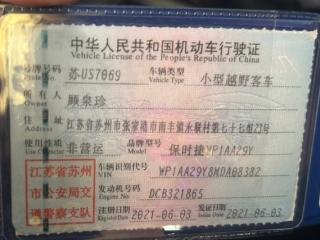 中华人民共和国机动车行驶证
Vehicle License of the People's Republic of China
号牌号码 Plate No. 苏US7069 车辆类型 Vehicle Type 小型越野客车
所有人 Owner 顾泉珍
住址 Address 江苏省苏州市张家港市南丰镇永联村第七十七组23号
使用性质 Use Character 非营运 品牌型号 Model 保时捷WP1AA29Y
江苏省苏州市公安局交通警察支队
车辆识别代号 VIN WP1AA29Y8MDA08382
发动机号码 Engine No. DCB321865
注册日期 Register Date 2021-06-03 发证日期 Issue Date 2021-06-03